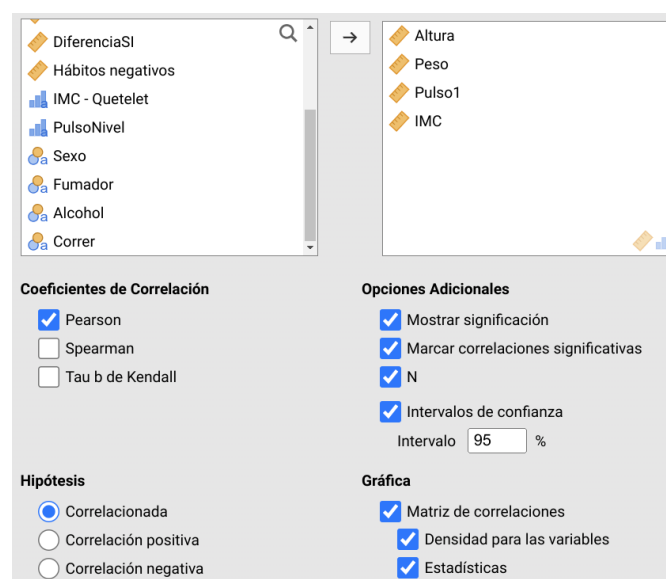 DiferenciaSI
Hábitos negativos
IMC - Quetelet
PulsoNivel
Sexo
Fumador
Alcohol
Correr
Altura
Peso
Pulso1
IMC
Coeficientes de Correlación
Pearson
Spearman
Tau b de Kendall
Opciones Adicionales
Mostrar significación
Marcar correlaciones significativas
N
Intervalos de confianza
Intervalo 95 %
Hipótesis
Correlacionada
Correlación positiva
Correlación negativa
Gráfica
Matriz de correlaciones
Densidad para las variables
Estadísticas